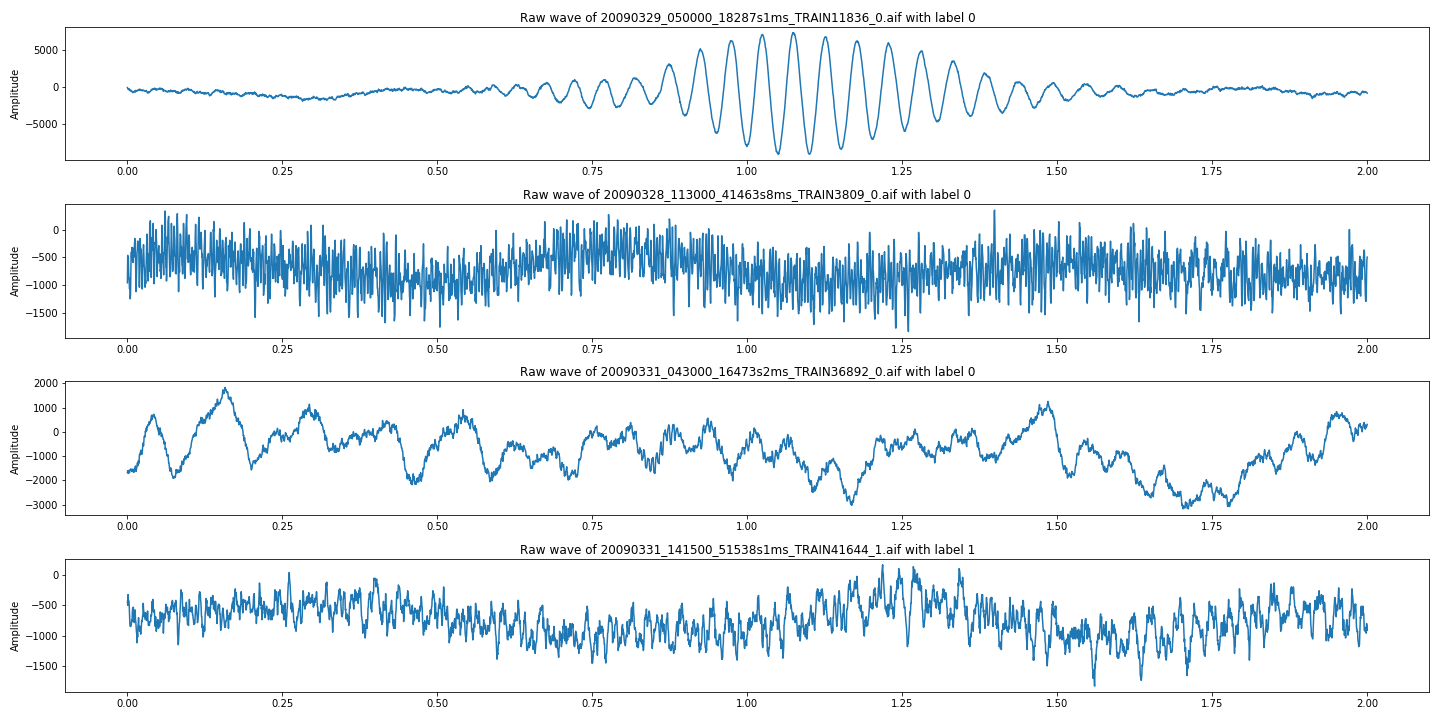 Raw wave of 20090329_050000_18287s1ms_TRAIN11836_0.aif with label 0
Amplitude
5000
0
−5000
0.00 0.25 0.50 0.75 1.00 1.25 1.50 1.75 2.00
Raw wave of 20090328_113000_41463s8ms_TRAIN3809_0.aif with label 0
Amplitude
0
−500
−1000
−1500
0.00 0.25 0.50 0.75 1.00 1.25 1.50 1.75 2.00
Raw wave of 20090331_043000_16473s2ms_TRAIN36892_0.aif with label 0
Amplitude
2000
1000
0
−1000
−2000
−3000
0.00 0.25 0.50 0.75 1.00 1.25 1.50 1.75 2.00
Raw wave of 20090331_141500_51538s1ms_TRAIN41644_1.aif with label 1
Amplitude
0
−500
−1000
−1500
0.00 0.25 0.50 0.75 1.00 1.25 1.50 1.75 2.00